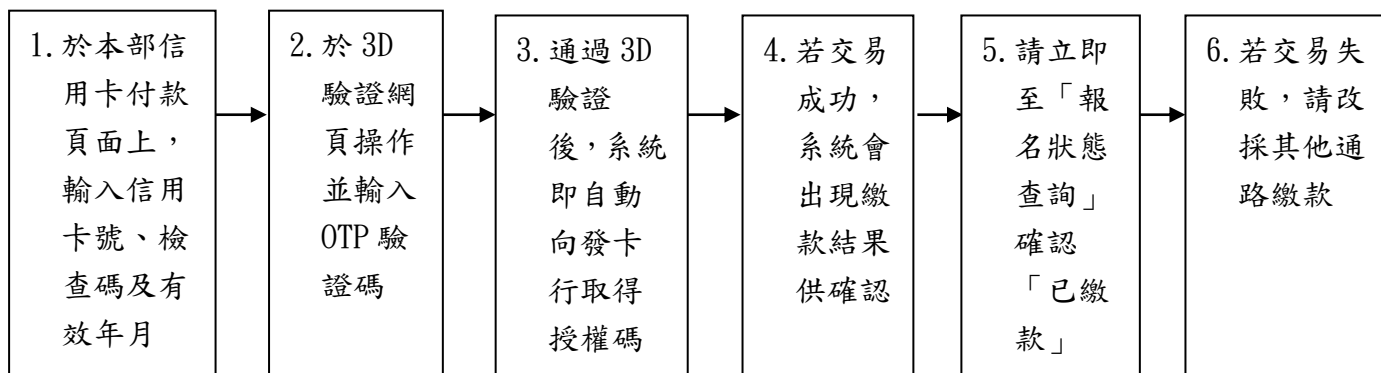 1.於本部信
用卡付款
頁面上，
輸入信用
卡號、檢
查碼及有
效年月
2.於 3D
驗證網
頁操作
並輸入
OTP 驗
證碼
3.通過 3D
驗證
後，系統
即自動
向發卡
行取得
授權碼
4.若交易
成功，
系統會
出現繳
款結果
供確認
5.請立即
至「報
名狀態
查詢」
確認
「已繳
款」
6.若交易失
敗，請改
採其他通
路繳款